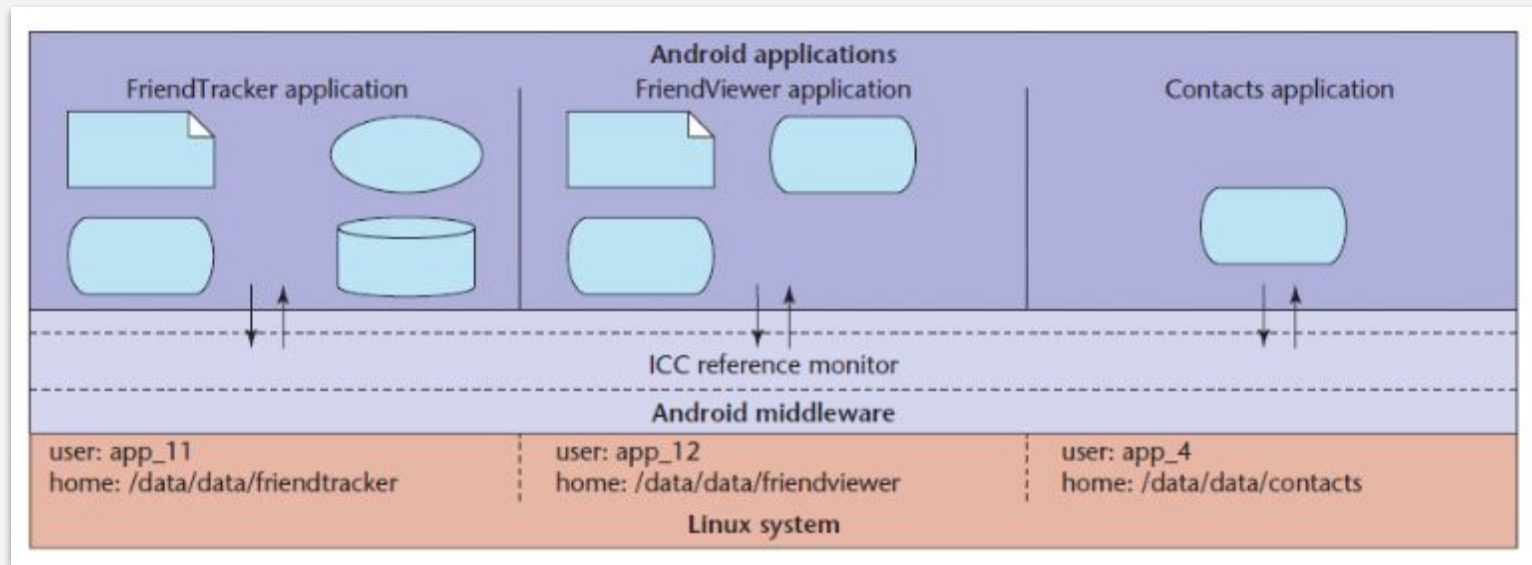 Android applications
FriendTracker application
FriendViewer application
Contacts application
ICC reference monitor
Android middleware
user: app_11
home: /data/data/friendtracker
user: app_12
home: /data/data/friendviewer
user: app_4
home: /data/data/contacts
Linux system